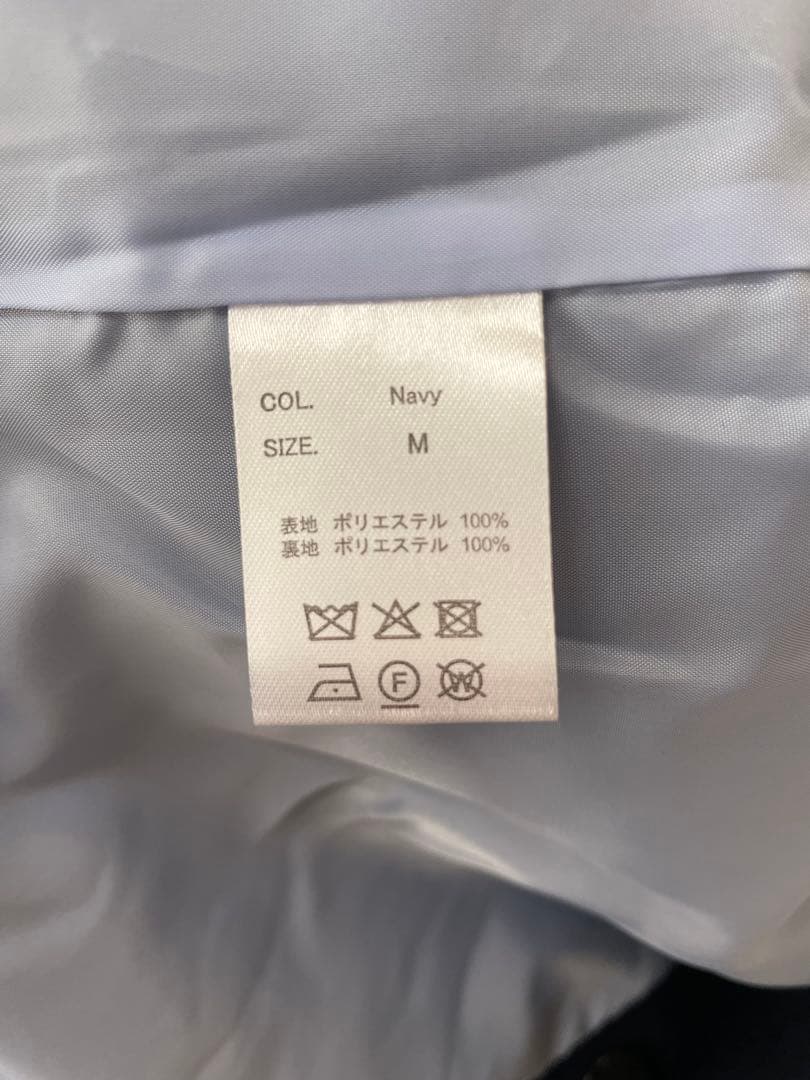 COL. Navy
SIZE. M
表地 ポリエステル 100%
裏地 ポリエステル 100%
F W